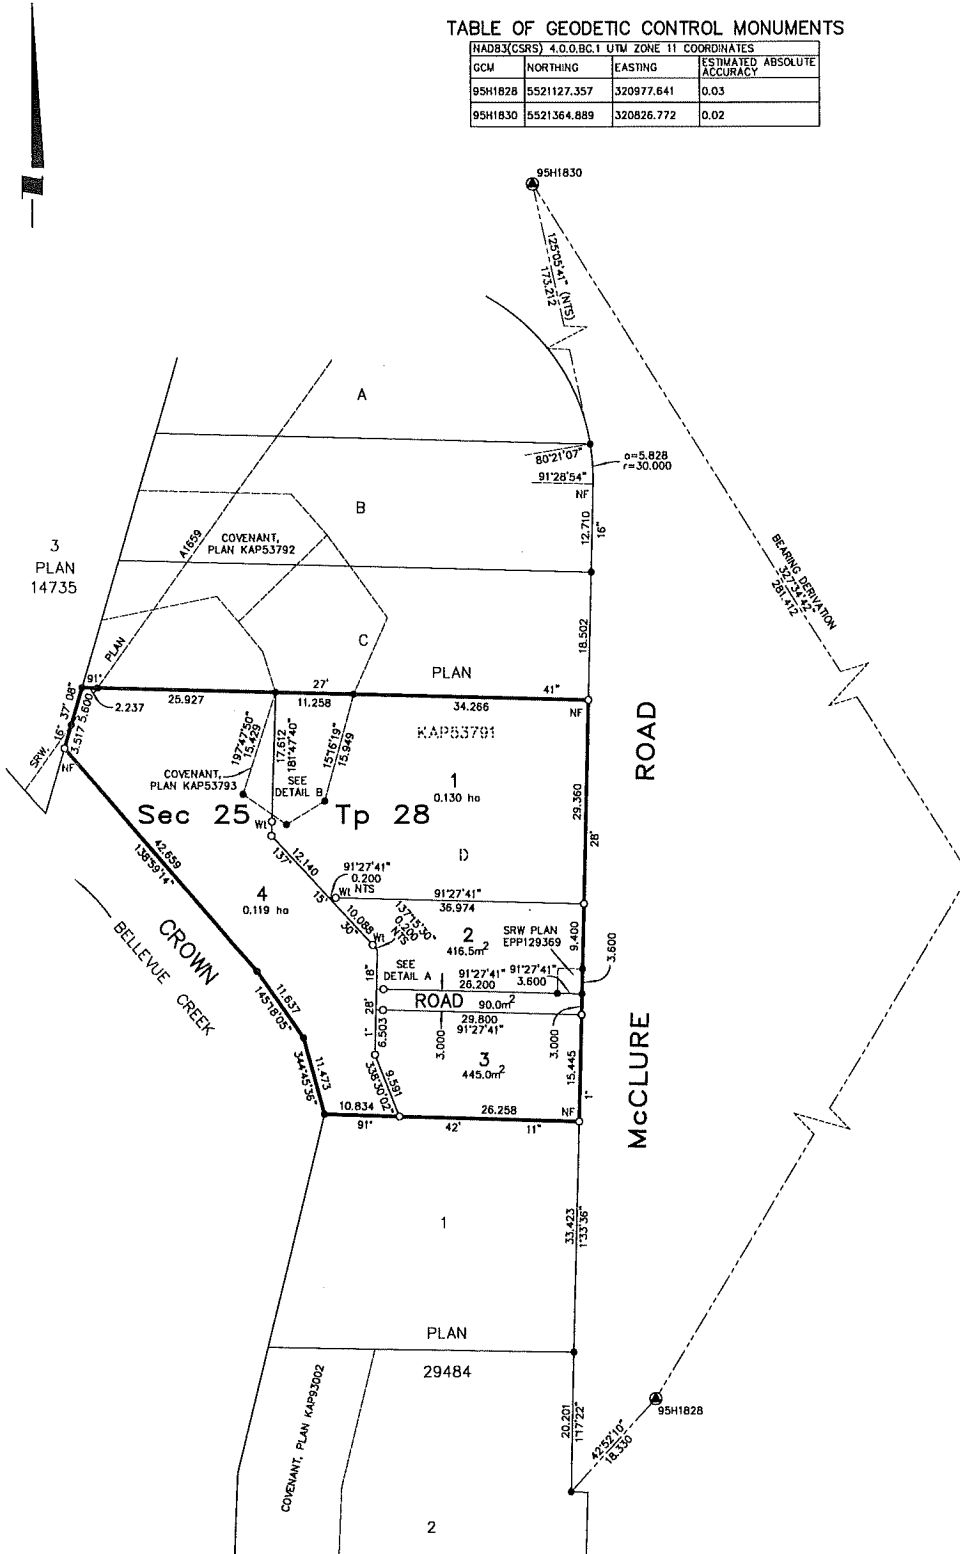 TABLE OF GEODETIC CONTROL MONUMENTS
NAD83(CSRS) 4.0.0.BC.1 UTM ZONE 11 COORDINATES
GCM NORTHING EASTING ESTIMATED ABSOLUTE ACCURACY
95H1828 5521127.357 320977.641 0.03
95H1830 5521364.889 320826.772 0.02
95H1830
125°05'41" (NTS)
173.212
A
80°21'07"
a=5.828
r=30.000
91°28'54"
NF
B
12.710
16"
3
PLAN
14735
A1659
COVENANT,
PLAN KAP53792
BEARING DERIVATION
327°34'42"
281.412
C
18.502
PLAN
PLAN
91°
27'
41"
2.237
25.927
11.258
34.266
NF
37' 08"
5.600
16°
3.517
SRW,
NF
KAP53791
ROAD
197°47'50"
15.429
17.612
181°47'40"
15°16'19"
15.949
COVENANT,
PLAN KAP53793
SEE
DETAIL B
1
0.130 ha
29.360
28'
Sec 25
Wt
Tp 28
42.659
138°59'14"
137°
12.140
15'
D
91°27'41"
0.200
NTS
Wt
91°27'41"
36.974
4
0.119 ha
10.088
30"
137°15'30"
0.200
NTS
Wt
2
416.5m²
SRW PLAN
EPP129369
9.400
3.600
CROWN
BELLEVUE CREEK
SEE
DETAIL A
18"
91°27'41"
26.200
91°27'41"
3.600
11.637
145°18'05"
28'
ROAD
90.0m²
29.800
91°27'41"
6.503
1°
3.000
3.000
McCLURE
3
445.0m²
15.445
11.473
344°45'36"
9.591
338°30'02"
1°
10.834
26.258
NF
91°
42'
11"
1
33.423
1°33'36"
PLAN
29484
COVENANT, PLAN KAP93002
20.201
1°17'22"
95H1828
42°52'10"
18.330
2